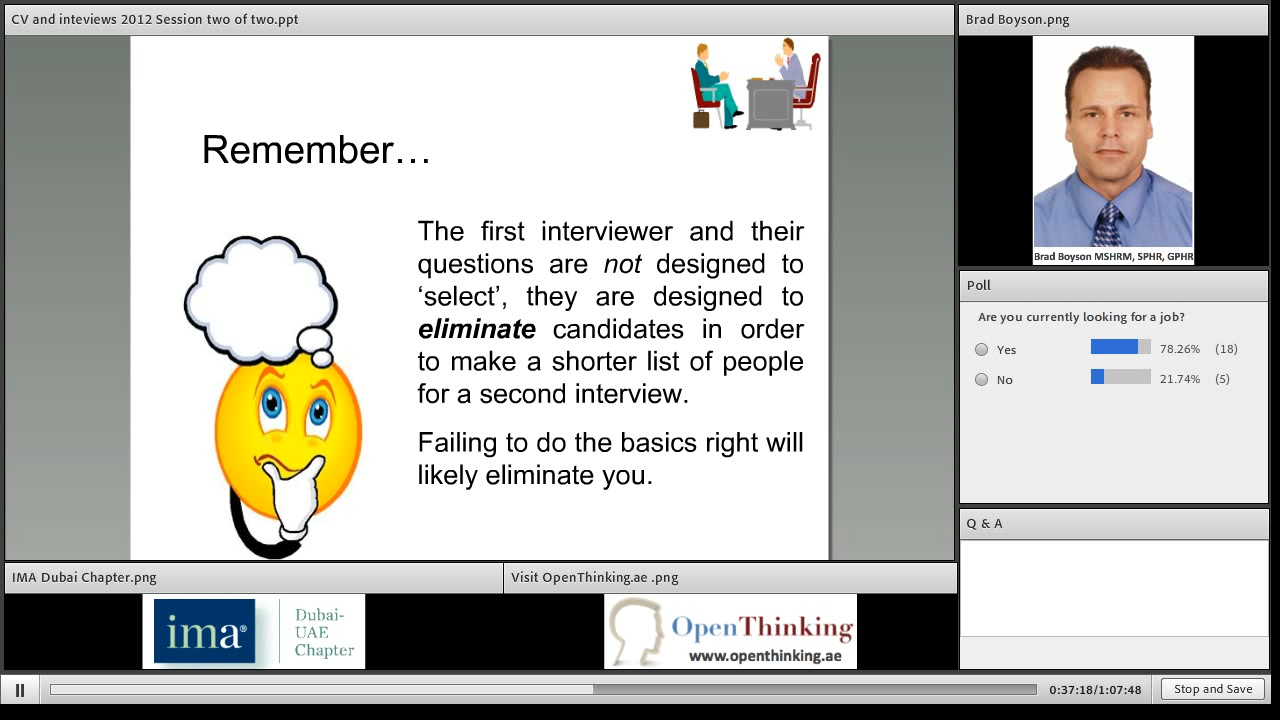 CV and inteviews 2012 Session two of two.ppt
Remember…
The first interviewer and their
questions are not designed to
‘select’, they are designed to
eliminate candidates in order
to make a shorter list of people
for a second interview.
Failing to do the basics right will
likely eliminate you.
Brad Boyson.png
Brad Boyson MSHRM, SPHR, GPHR
Poll
Are you currently looking for a job?
Yes 78.26% (18)
No 21.74% (5)
Q & A
IMA Dubai Chapter.png
ima®
Dubai-
UAE
Chapter
Visit OpenThinking.ae .png
OpenThinking
www.openthinking.ae
0:37:18/1:07:48
Stop and Save